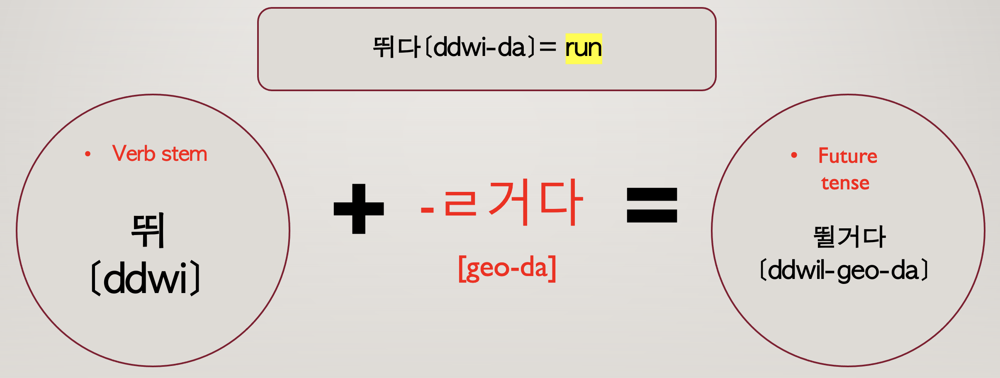 뛰다〔ddwi-da〕= run
• Verb stem
뛰
〔ddwi〕
+
-ㄹ거다
[geo-da]
=
• Future
tense
뛸거다
〔ddwil-geo-da〕